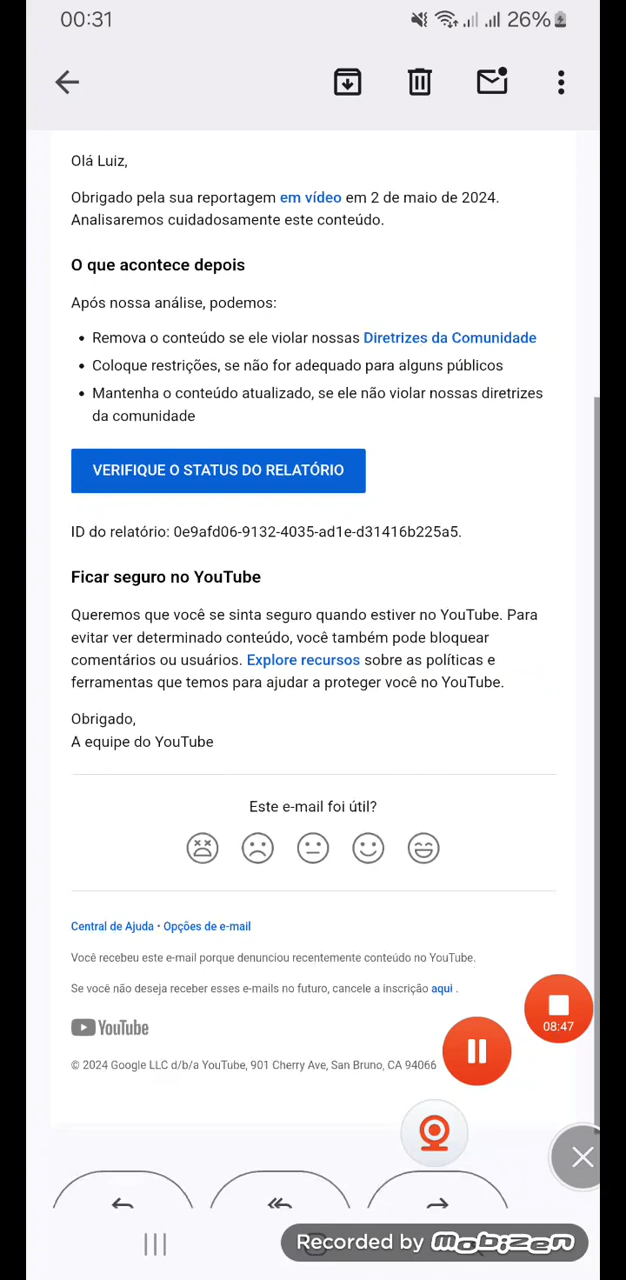 00:31
26%
Olá Luiz,
Obrigado pela sua reportagem em vídeo em 2 de maio de 2024.
Analisaremos cuidadosamente este conteúdo.
O que acontece depois
Após nossa análise, podemos:
• Remova o conteúdo se ele violar nossas Diretrizes da Comunidade
• Coloque restrições, se não for adequado para alguns públicos
• Mantenha o conteúdo atualizado, se ele não violar nossas diretrizes
da comunidade
VERIFIQUE O STATUS DO RELATÓRIO
ID do relatório: 0e9afd06-9132-4035-ad1e-d31416b225a5.
Ficar seguro no YouTube
Queremos que você se sinta seguro quando estiver no YouTube. Para
evitar ver determinado conteúdo, você também pode bloquear
comentários ou usuários. Explore recursos sobre as políticas e
ferramentas que temos para ajudar a proteger você no YouTube.
Obrigado,
A equipe do YouTube
Este e-mail foi útil?
Central de Ajuda • Opções de e-mail
Você recebeu este e-mail porque denunciou recentemente conteúdo no YouTube.
Se você não deseja receber esses e-mails no futuro, cancele a inscrição aqui .
08:47
YouTube
© 2024 Google LLC d/b/a YouTube, 901 Cherry Ave, San Bruno, CA 94066
Recorded by mobizen